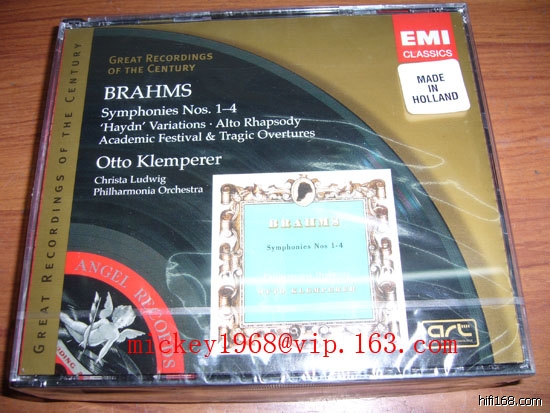 GREAT RECORDINGS OF THE CENTURY
GREAT RECORDINGS
OF THE CENTURY
EMI
CLASSICS
MADE
IN
HOLLAND
BRAHMS
Symphonies Nos. 1–4
‘Haydn’ Variations · Alto Rhapsody
Academic Festival & Tragic Overtures
Otto Klemperer
Christa Ludwig
Philharmonia Orchestra
BRAHMS
Symphonies Nos 1-4
OTTO KLEMPERER
ANGEL RECORDS
art
mickey1968@vip.163.com
hifi168.com